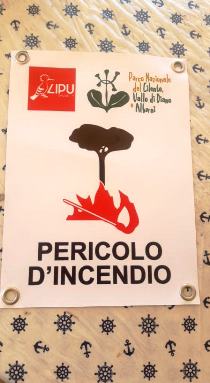 LIPU
Parco Nazionale
del Cilento,
Vallo di Diano
e Alburni
PERICOLO
D'INCENDIO